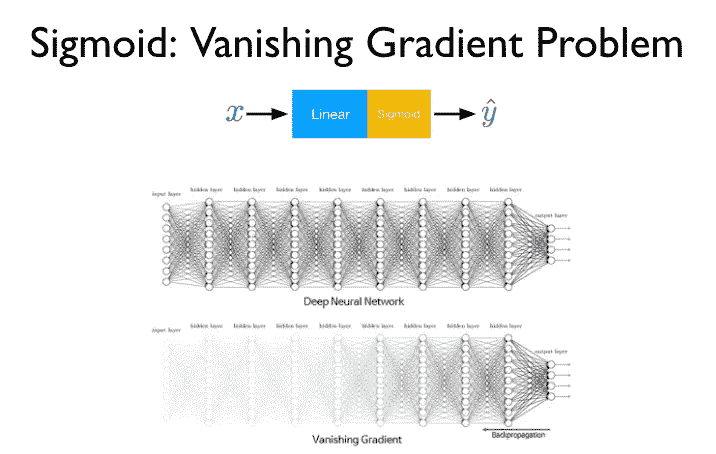 Sigmoid: Vanishing Gradient Problem
x Linear Sigmoid ŷ
input layer hidden layer hidden layer hidden layer hidden layer hidden layer hidden layer hidden layer hidden layer output layer
Deep Neural Network
input layer hidden layer hidden layer hidden layer hidden layer hidden layer hidden layer hidden layer hidden layer output layer
Backpropagation
Vanishing Gradient